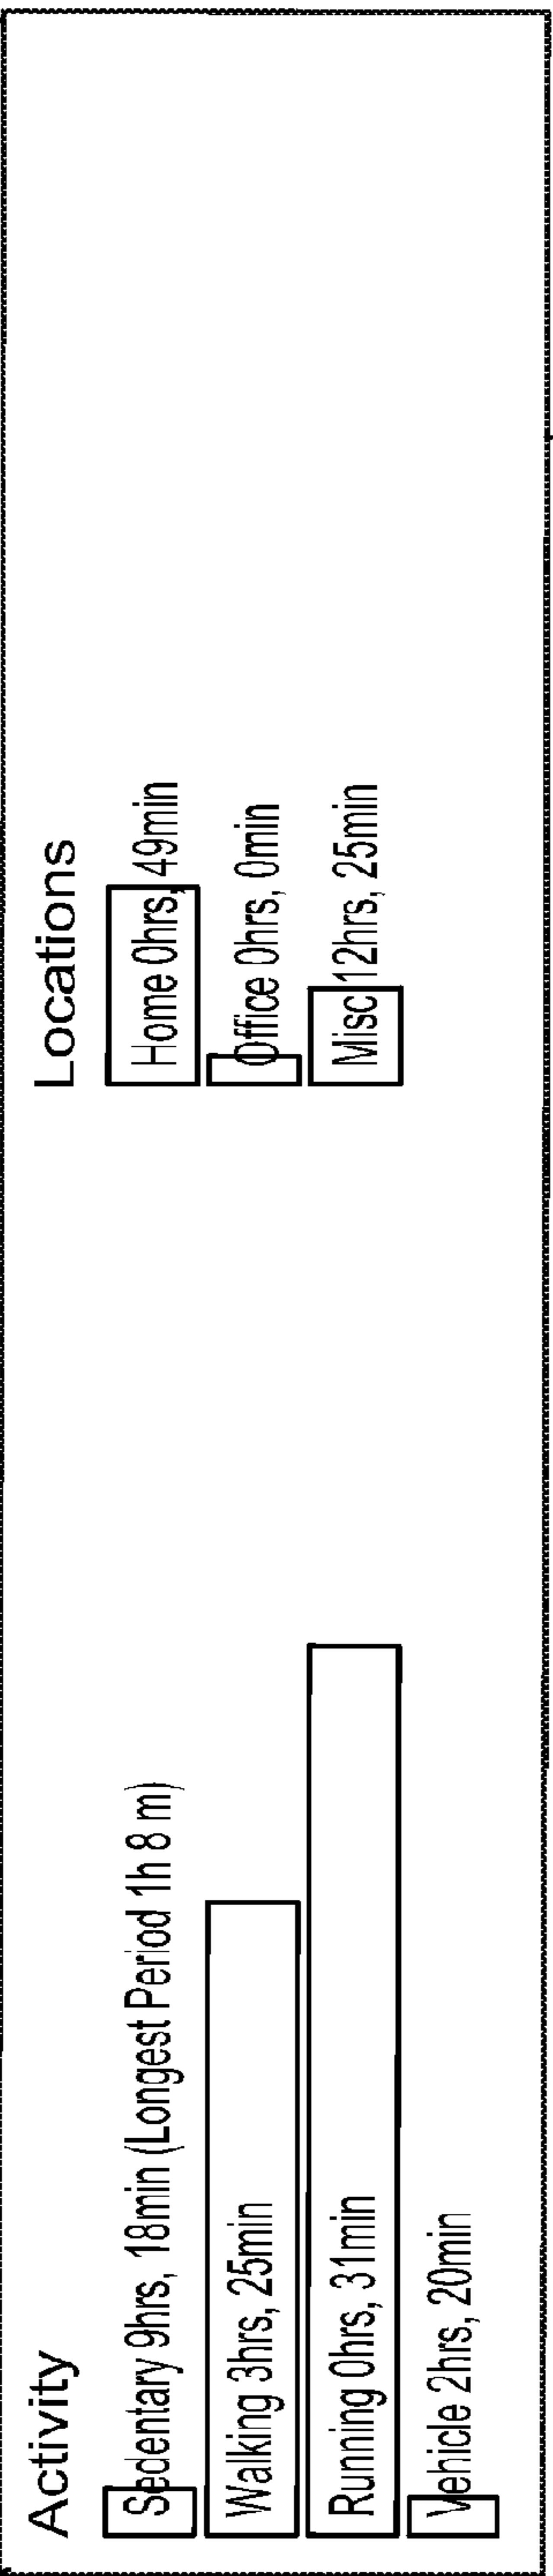 Activity
Sedentary 9hrs, 18min (Longest Period 1h 8 m)
Walking 3hrs, 25min
Running 0hrs, 31min
Vehicle 2hrs, 20min
Locations
Home 0hrs, 49min
Office 0hrs, 0min
Misc 12hrs, 25min